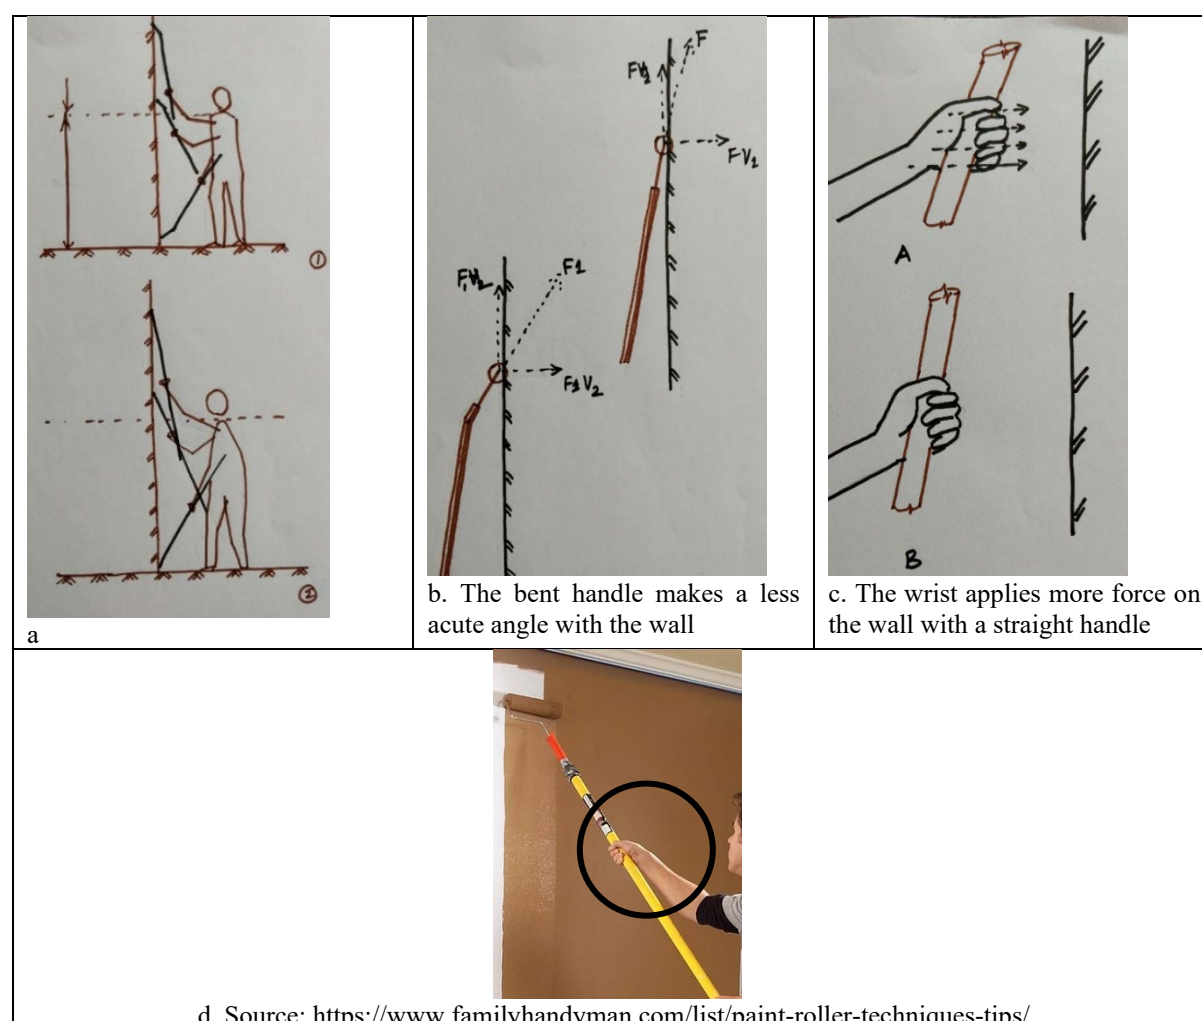 ①
②
a
F
FV2
FV1
F1
F1V2
b. The bent handle makes a less
acute angle with the wall
A
B
c. The wrist applies more force on
the wall with a straight handle
d. Source: https://www.familyhandyman.com/list/paint-roller-techniques-tips/